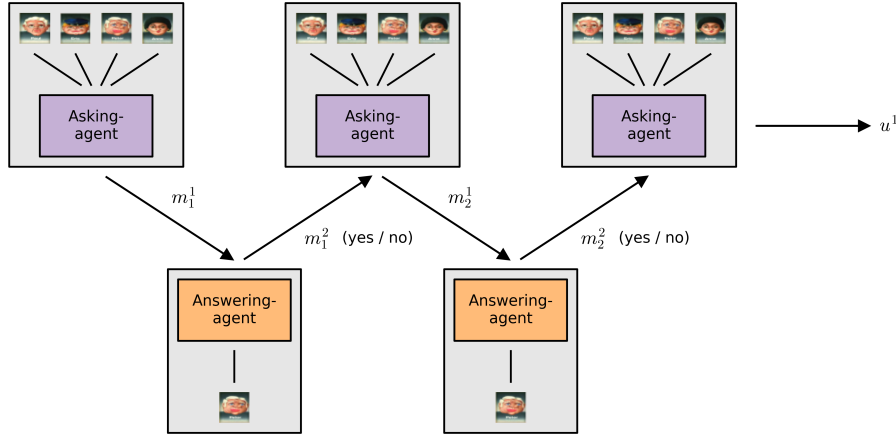 Asking-
agent
Asking-
agent
Asking-
agent
u¹
m₁¹
m₂¹
m₁² (yes / no)
m₂² (yes / no)
Answering-
agent
Answering-
agent